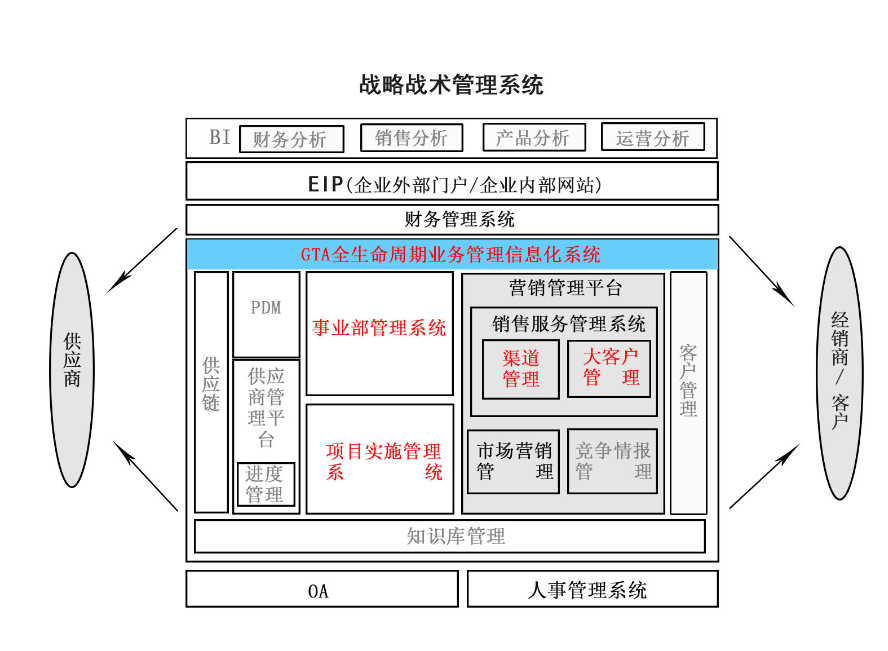 战略战术管理系统
BI 财务分析 销售分析 产品分析 运营分析
EIP(企业外部门户/企业内部网站)
财务管理系统
GTA全生命周期业务管理信息化系统
供应商
供应链
PDM
供应
商管
理平
台
进度
管理
事业部管理系统
项目实施管理
系 统
营销管理平台
销售服务管理系统
渠道
管理
大客户
管 理
市场营销
管 理
竞争情报
管 理
客户管理
经销商/客户
知识库管理
OA
人事管理系统